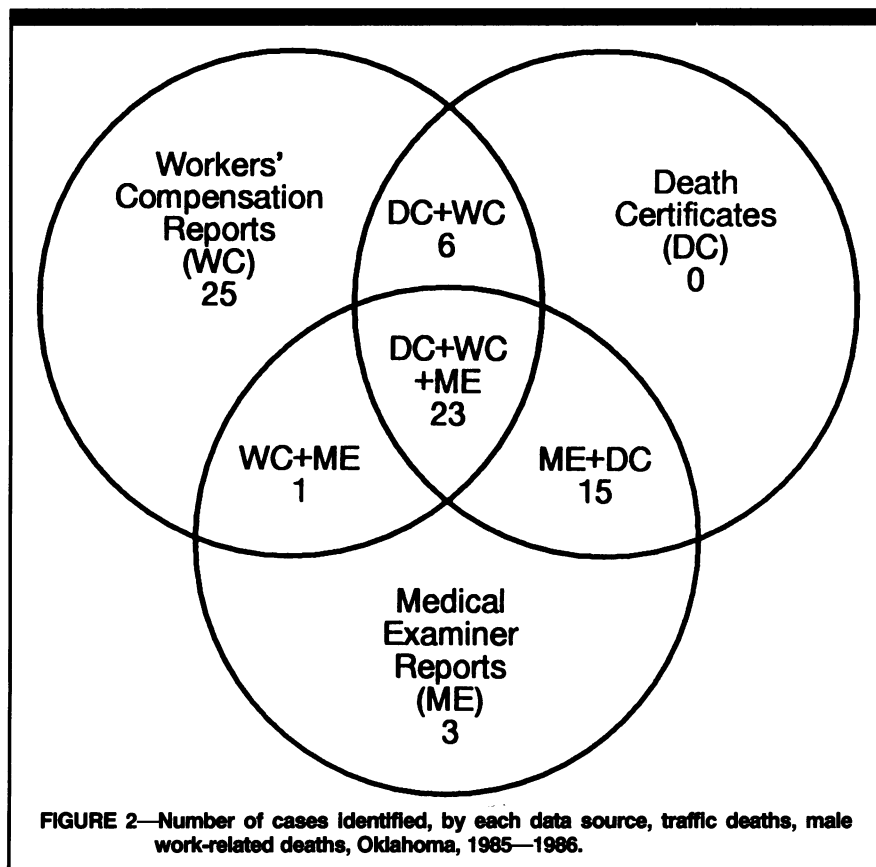 Workers'
Compensation
Reports
(WC)
25
DC+WC
6
Death
Certificates
(DC)
0
DC+WC
+ME
23
WC+ME
1
ME+DC
15
Medical
Examiner
Reports
(ME)
3
FIGURE 2—Number of cases identified, by each data source, traffic deaths, male
work-related deaths, Oklahoma, 1985—1986.